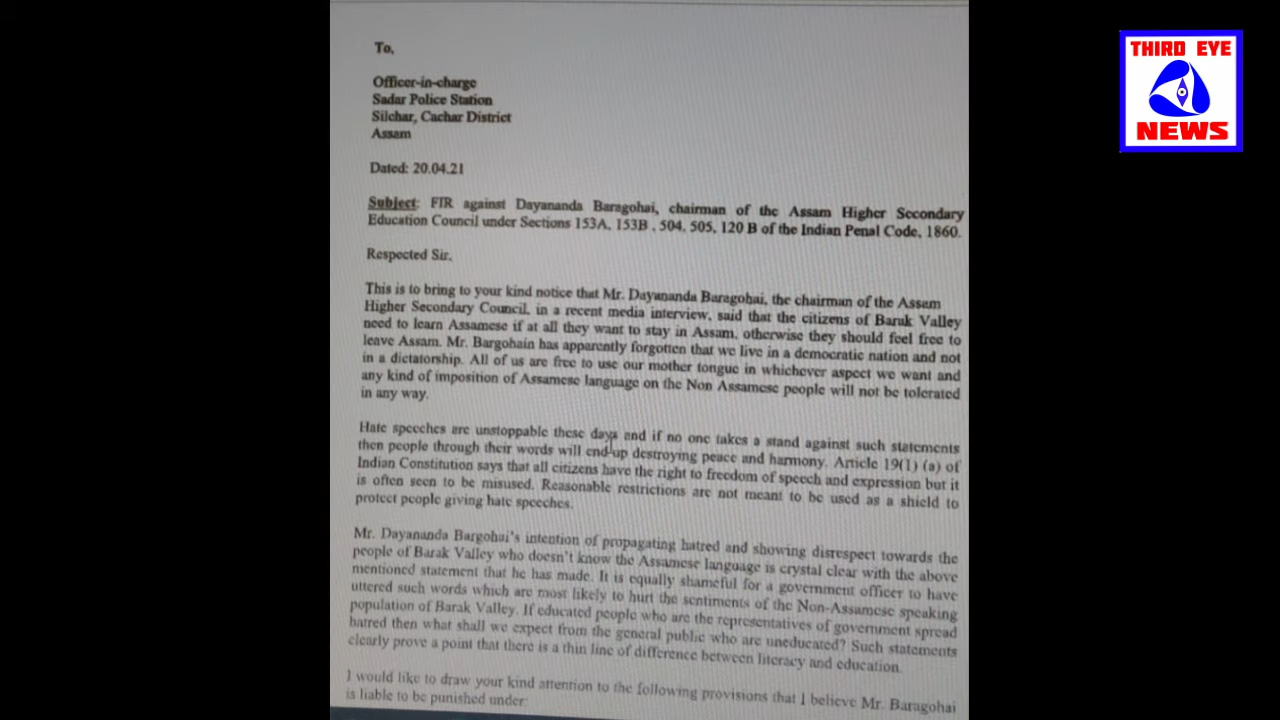 THIRD EYE
NEWS
To,
Officer-in-charge
Sadar Police Station
Silchar, Cachar District
Assam
Dated: 20.04.21
Subject: FIR against Dayananda Baragohai, chairman of the Assam Higher Secondary
Education Council under Sections 153A, 153B , 504, 505, 120 B of the Indian Penal Code, 1860.
Respected Sir,
This is to bring to your kind notice that Mr. Dayananda Baragohai, the chairman of the Assam
Higher Secondary Council, in a recent media interview, said that the citizens of Barak Valley
need to learn Assamese if at all they want to stay in Assam, otherwise they should feel free to
leave Assam. Mr. Bargohain has apparently forgotten that we live in a democratic nation and not
in a dictatorship. All of us are free to use our mother tongue in whichever aspect we want and
any kind of imposition of Assamese language on the Non Assamese people will not be tolerated
in any way.
Hate speeches are unstoppable these days and if no one takes a stand against such statements
then people through their words will end up destroying peace and harmony. Article 19(1) (a) of
Indian Constitution says that all citizens have the right to freedom of speech and expression but it
is often seen to be misused. Reasonable restrictions are not meant to be used as a shield to
protect people giving hate speeches.
Mr. Dayananda Bargohai's intention of propagating hatred and showing disrespect towards the
people of Barak Valley who doesn't know the Assamese language is crystal clear with the above
mentioned statement that he has made. It is equally shameful for a government officer to have
uttered such words which are most likely to hurt the sentiments of the Non-Assamese speaking
population of Barak Valley. If educated people who are the representatives of government spread
hatred then what shall we expect from the general public who are uneducated? Such statements
clearly prove a point that there is a thin line of difference between literacy and education.
I would like to draw your kind attention to the following provisions that I believe Mr. Baragohai
is liable to be punished under: